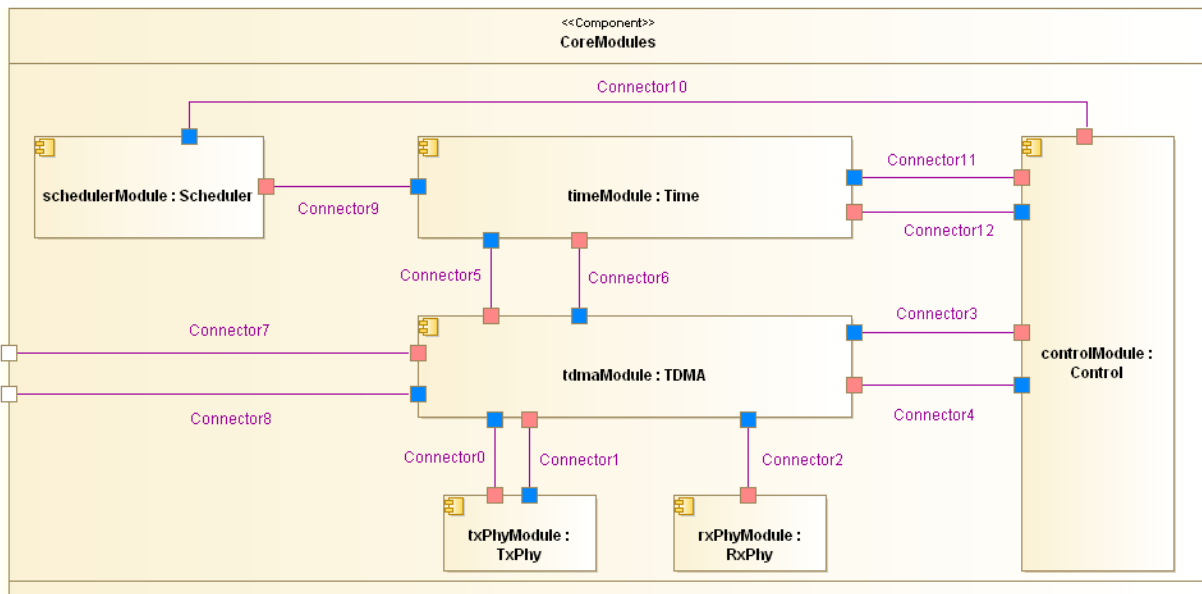 <<Component>>
CoreModules
Connector10
schedulerModule : Scheduler
Connector9
timeModule : Time
Connector11
Connector12
Connector5
Connector6
Connector7
Connector8
tdmaModule : TDMA
Connector3
Connector4
controlModule :
Control
Connector0
Connector1
Connector2
txPhyModule :
TxPhy
rxPhyModule :
RxPhy